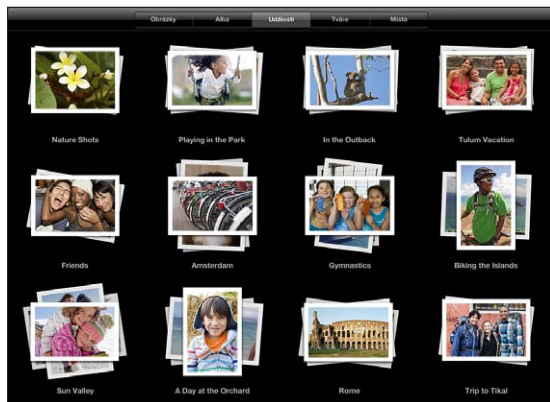 Obrázky Alba Události Tváře Místa
Nature Shots Playing in the Park In the Outback Tulum Vacation
Friends Amsterdam Gymnastics Biking the Islands
Sun Valley A Day at the Orchard Rome Trip to Tikal